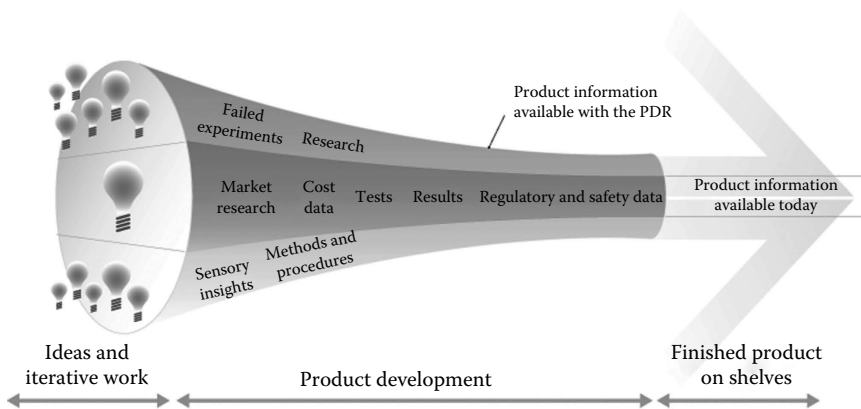 Product information
available with the PDR
Failed
experiments
Research
Market
research
Cost
data
Tests
Results
Regulatory and safety data
Product information
available today
Sensory
insights
Methods and
procedures
Ideas and
iterative work
Product development
Finished product
on shelves